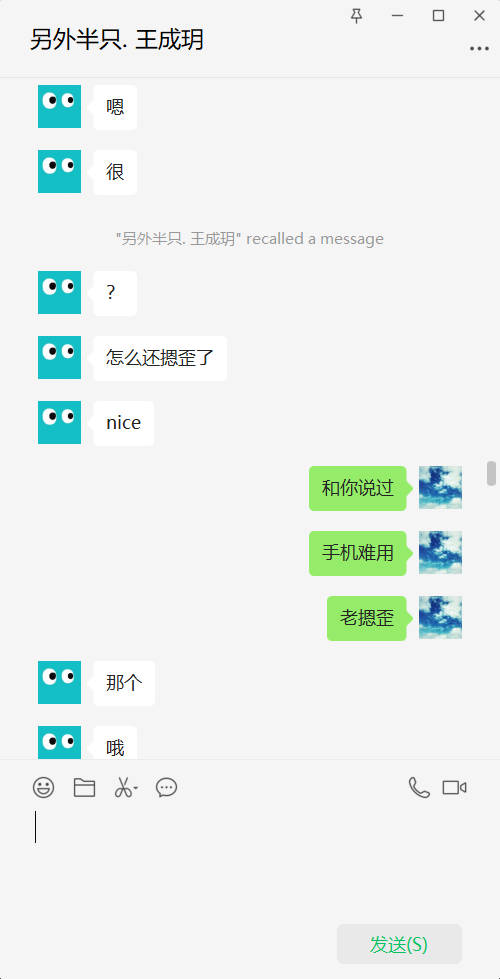 另外半只. 王成玥
嗯
很
"另外半只. 王成玥" recalled a message
?
怎么还摁歪了
nice
和你说过
手机难用
老摁歪
那个
哦
发送(S)